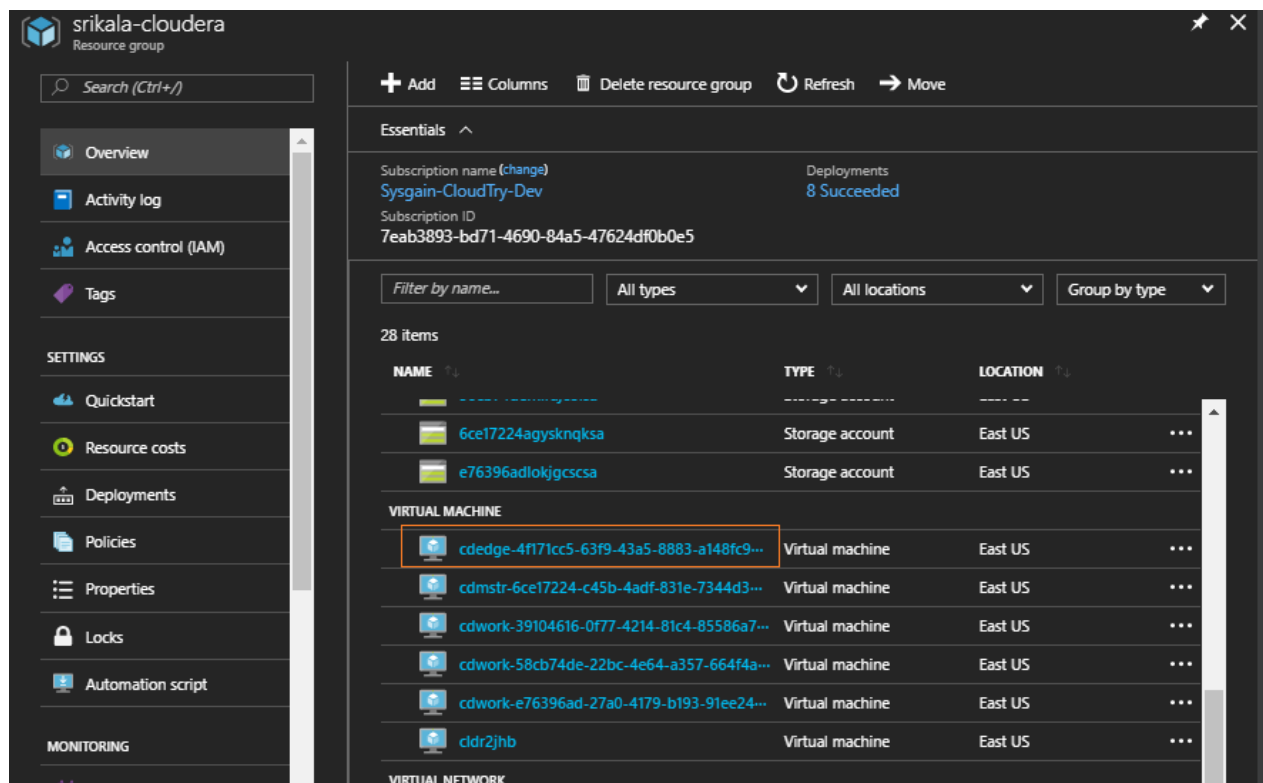 srikala-cloudera
Resource group
Search (Ctrl+/)
Overview
Activity log
Access control (IAM)
Tags
SETTINGS
Quickstart
Resource costs
Deployments
Policies
Properties
Locks
Automation script
MONITORING
Add Columns Delete resource group Refresh Move
Essentials
Subscription name (change) Deployments
Sysgain-CloudTry-Dev 8 Succeeded
Subscription ID
7eab3893-bd71-4690-84a5-47624df0b0e5
Filter by name... All types All locations Group by type
28 items
NAME TYPE LOCATION
6ce17224agysknqksa Storage account East US ...
e76396adlokjgcscsa Storage account East US ...
VIRTUAL MACHINE
cdedge-4f171cc5-63f9-43a5-8883-a148fc9... Virtual machine East US ...
cdmstr-6ce17224-c45b-4adf-831e-7344d3... Virtual machine East US ...
cdwork-39104616-0f77-4214-81c4-85586a7... Virtual machine East US ...
cdwork-58cb74de-22bc-4e64-a357-664f4a... Virtual machine East US ...
cdwork-e76396ad-27a0-4179-b193-91ee24... Virtual machine East US ...
cldr2jhb Virtual machine East US ...
VIRTUAL NETWORK